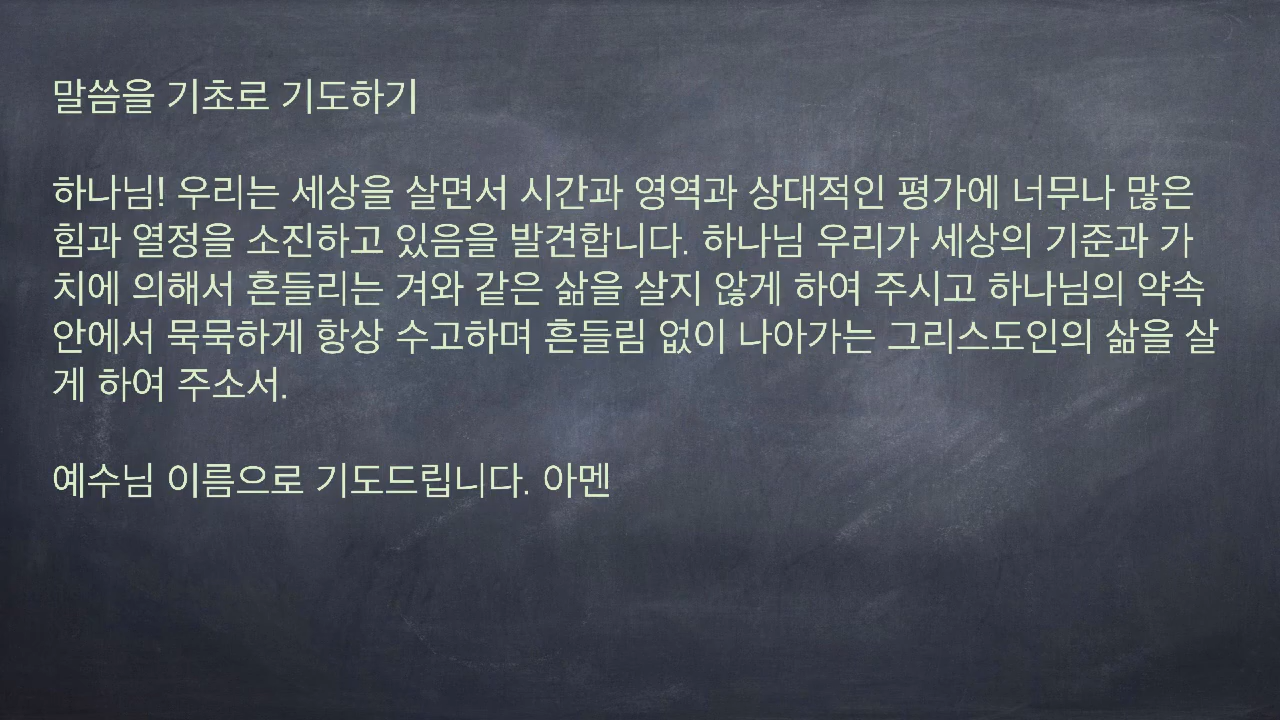 말씀을 기초로 기도하기
하나님! 우리는 세상을 살면서 시간과 영역과 상대적인 평가에 너무나 많은
힘과 열정을 소진하고 있음을 발견합니다. 하나님 우리가 세상의 기준과 가
치에 의해서 흔들리는 겨와 같은 삶을 살지 않게 하여 주시고 하나님의 약속
안에서 묵묵하게 항상 수고하며 흔들림 없이 나아가는 그리스도인의 삶을 살
게 하여 주소서.
예수님 이름으로 기도드립니다. 아멘